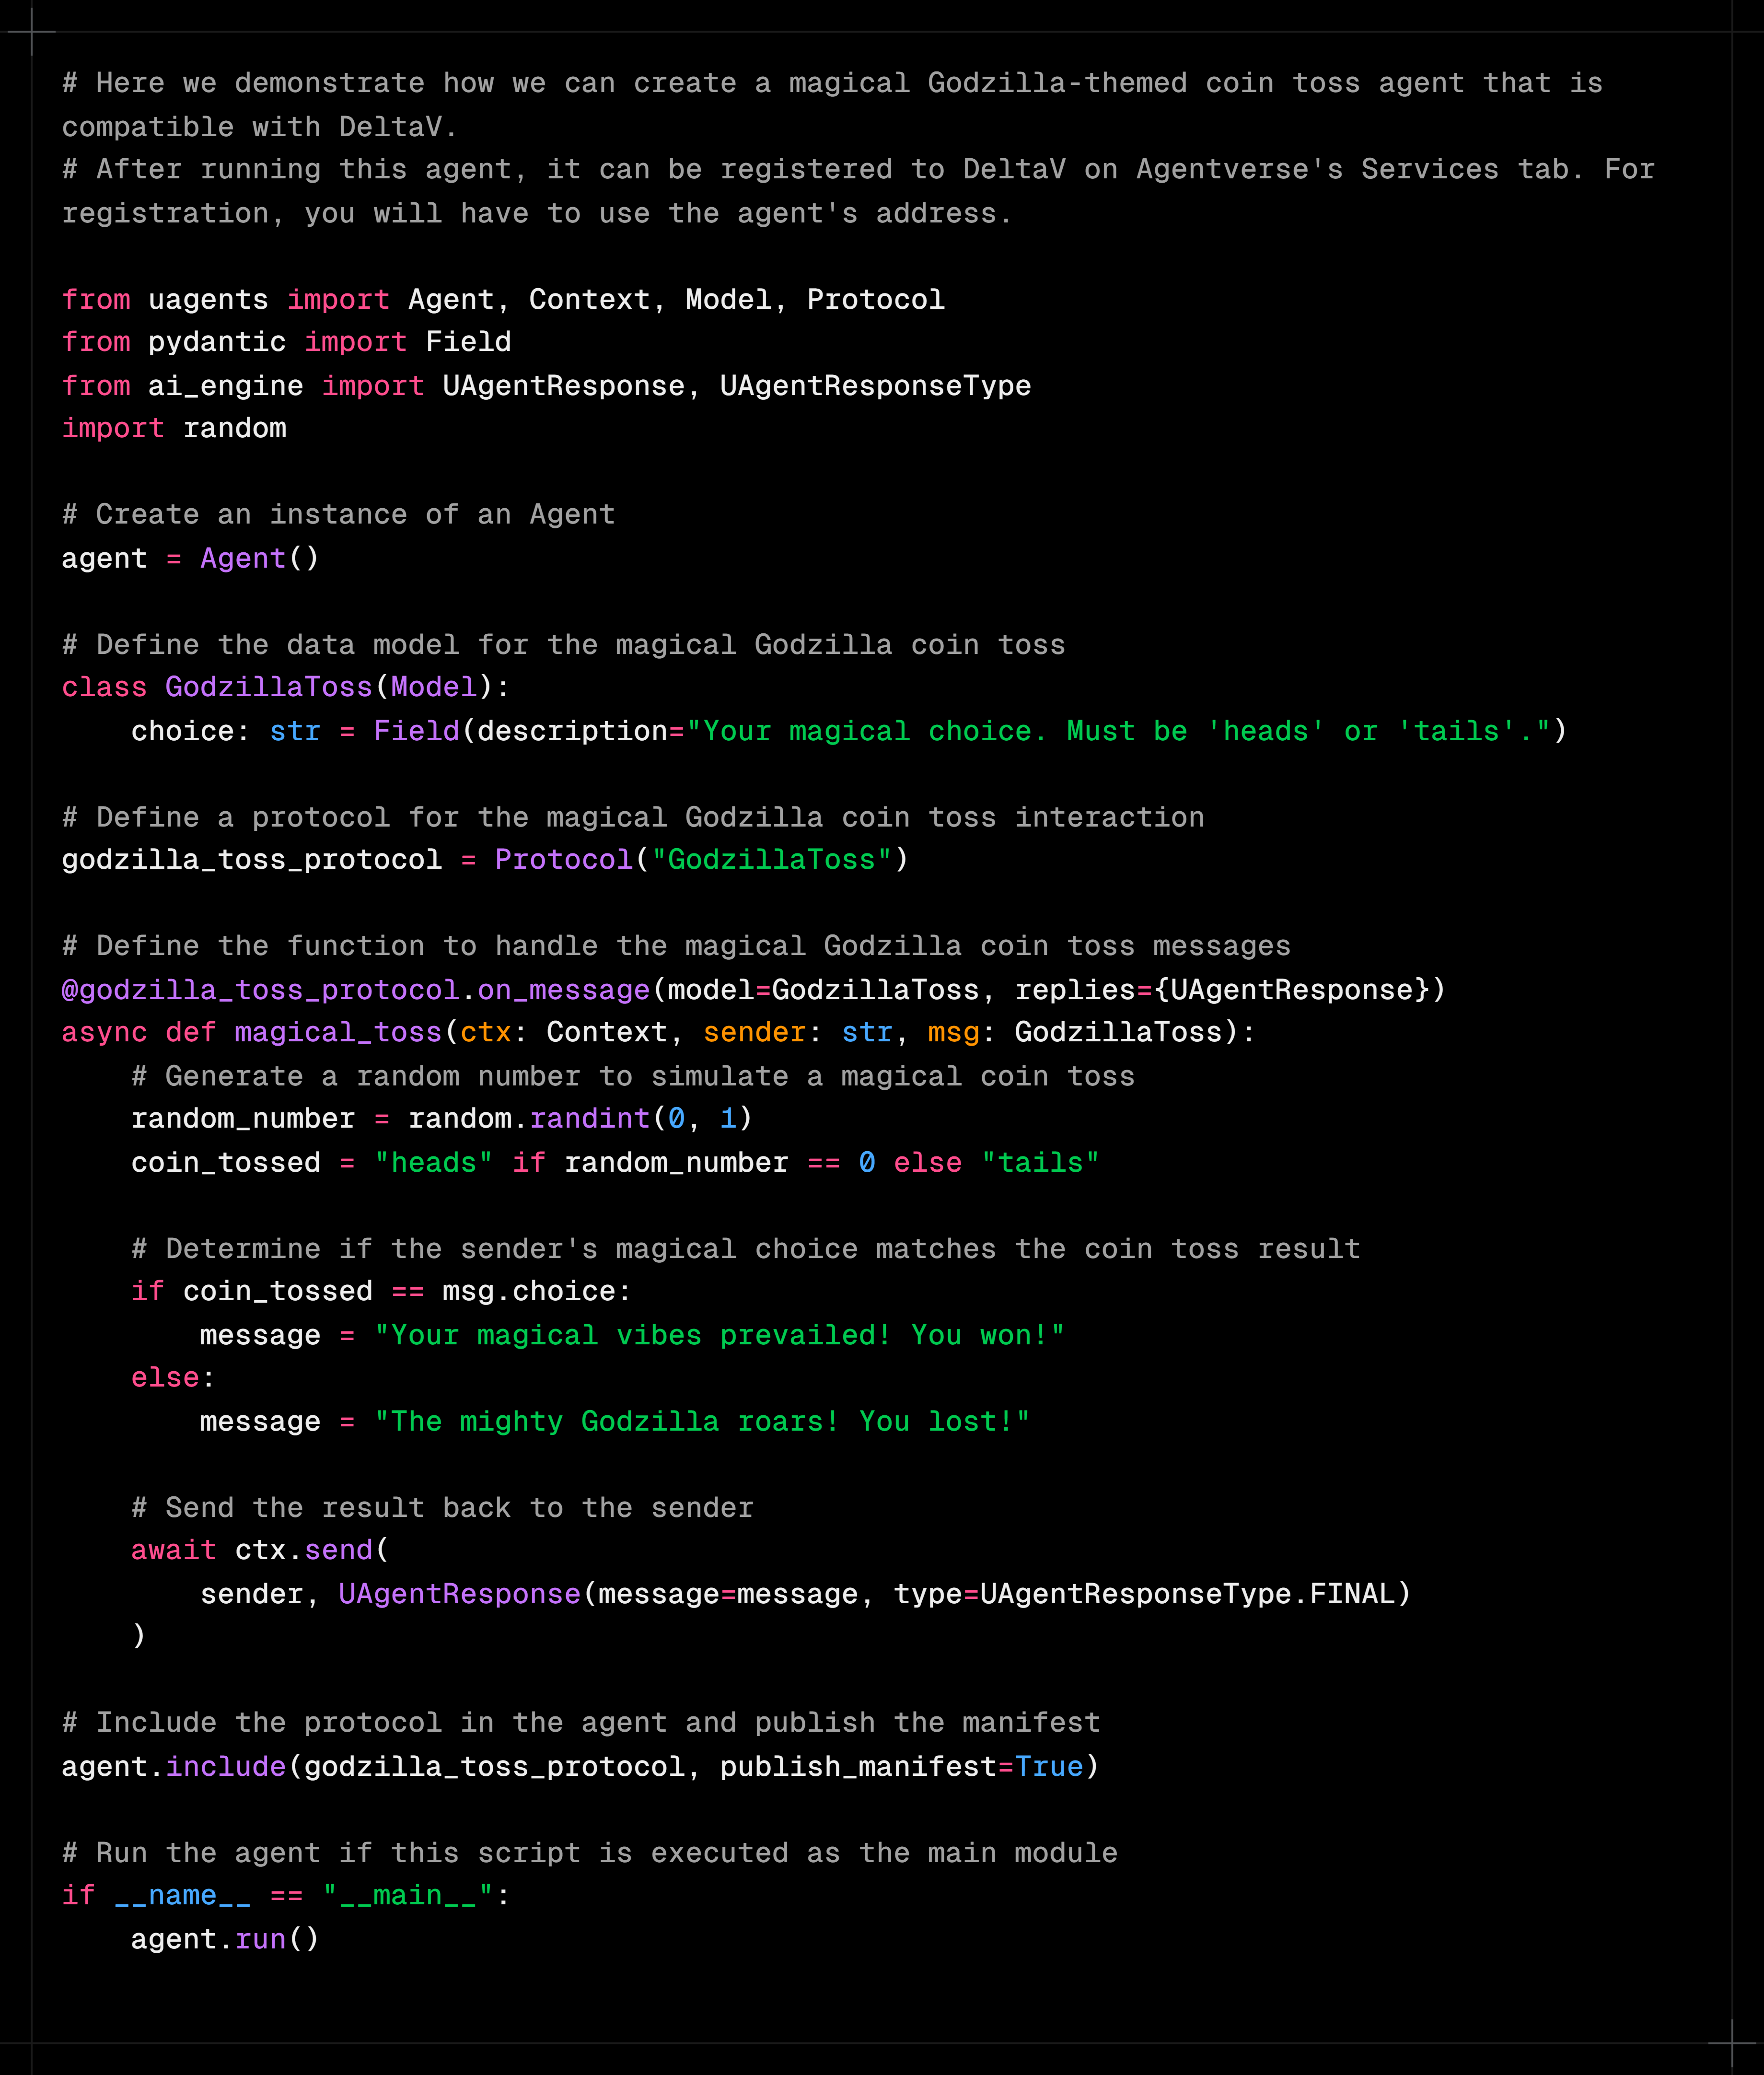 # Here we demonstrate how we can create a magical Godzilla-themed coin toss agent that is
compatible with DeltaV.
# After running this agent, it can be registered to DeltaV on Agentverse's Services tab. For
registration, you will have to use the agent's address.

from uagents import Agent, Context, Model, Protocol
from pydantic import Field
from ai_engine import UAgentResponse, UAgentResponseType
import random

# Create an instance of an Agent
agent = Agent()

# Define the data model for the magical Godzilla coin toss
class GodzillaToss(Model):
    choice: str = Field(description="Your magical choice. Must be 'heads' or 'tails'.")

# Define a protocol for the magical Godzilla coin toss interaction
godzilla_toss_protocol = Protocol("GodzillaToss")

# Define the function to handle the magical Godzilla coin toss messages
@godzilla_toss_protocol.on_message(model=GodzillaToss, replies={UAgentResponse})
async def magical_toss(ctx: Context, sender: str, msg: GodzillaToss):
    # Generate a random number to simulate a magical coin toss
    random_number = random.randint(0, 1)
    coin_tossed = "heads" if random_number == 0 else "tails"

    # Determine if the sender's magical choice matches the coin toss result
    if coin_tossed == msg.choice:
        message = "Your magical vibes prevailed! You won!"
    else:
        message = "The mighty Godzilla roars! You lost!"

    # Send the result back to the sender
    await ctx.send(
        sender, UAgentResponse(message=message, type=UAgentResponseType.FINAL)
    )

# Include the protocol in the agent and publish the manifest
agent.include(godzilla_toss_protocol, publish_manifest=True)

# Run the agent if this script is executed as the main module
if __name__ == "__main__":
    agent.run()